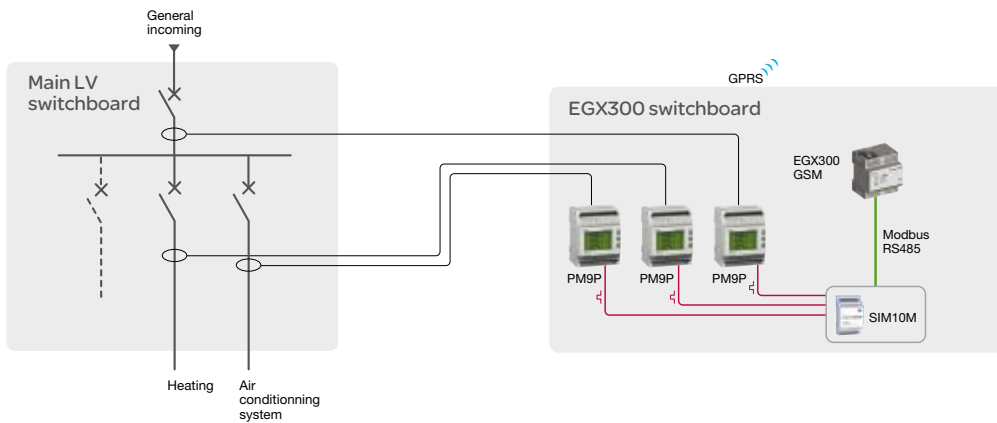 General
incoming
Main LV
switchboard
GPRS
EGX300 switchboard
EGX300
GSM
Modbus
RS485
PM9P
PM9P
PM9P
SIM10M
Heating
Air
conditionning
system